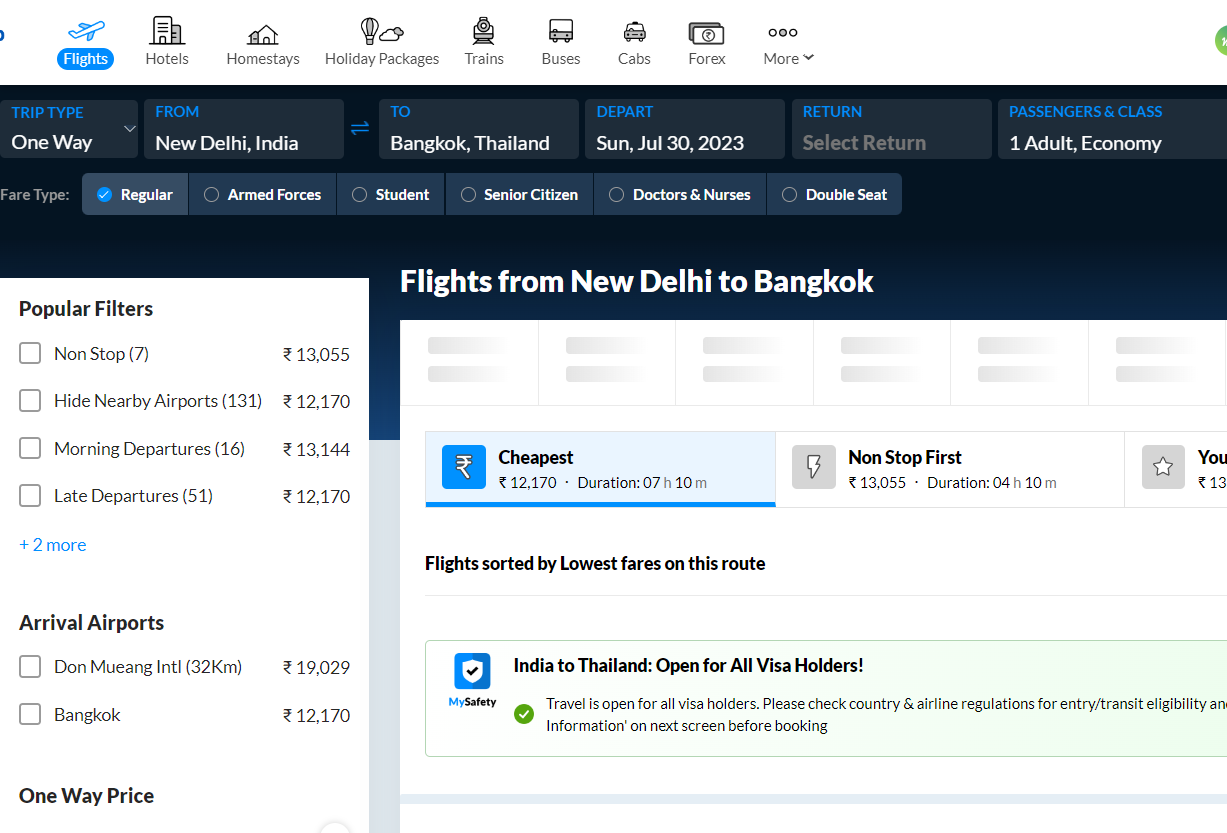 Flights
Hotels
Homestays
Holiday Packages
Trains
Buses
Cabs
Forex
More
TRIP TYPE
One Way
FROM
New Delhi, India
TO
Bangkok, Thailand
DEPART
Sun, Jul 30, 2023
RETURN
Select Return
PASSENGERS & CLASS
1 Adult, Economy
Fare Type:
Regular
Armed Forces
Student
Senior Citizen
Doctors & Nurses
Double Seat
Flights from New Delhi to Bangkok
Popular Filters
Non Stop (7) ₹ 13,055
Hide Nearby Airports (131) ₹ 12,170
Morning Departures (16) ₹ 13,144
Late Departures (51) ₹ 12,170
+ 2 more
Arrival Airports
Don Mueang Intl (32Km) ₹ 19,029
Bangkok ₹ 12,170
One Way Price
Cheapest
₹ 12,170 · Duration: 07 h 10 m
Non Stop First
₹ 13,055 · Duration: 04 h 10 m
You
₹ 13
Flights sorted by Lowest fares on this route
MySafety
India to Thailand: Open for All Visa Holders!
Travel is open for all visa holders. Please check country & airline regulations for entry/transit eligibility and
Information' on next screen before booking